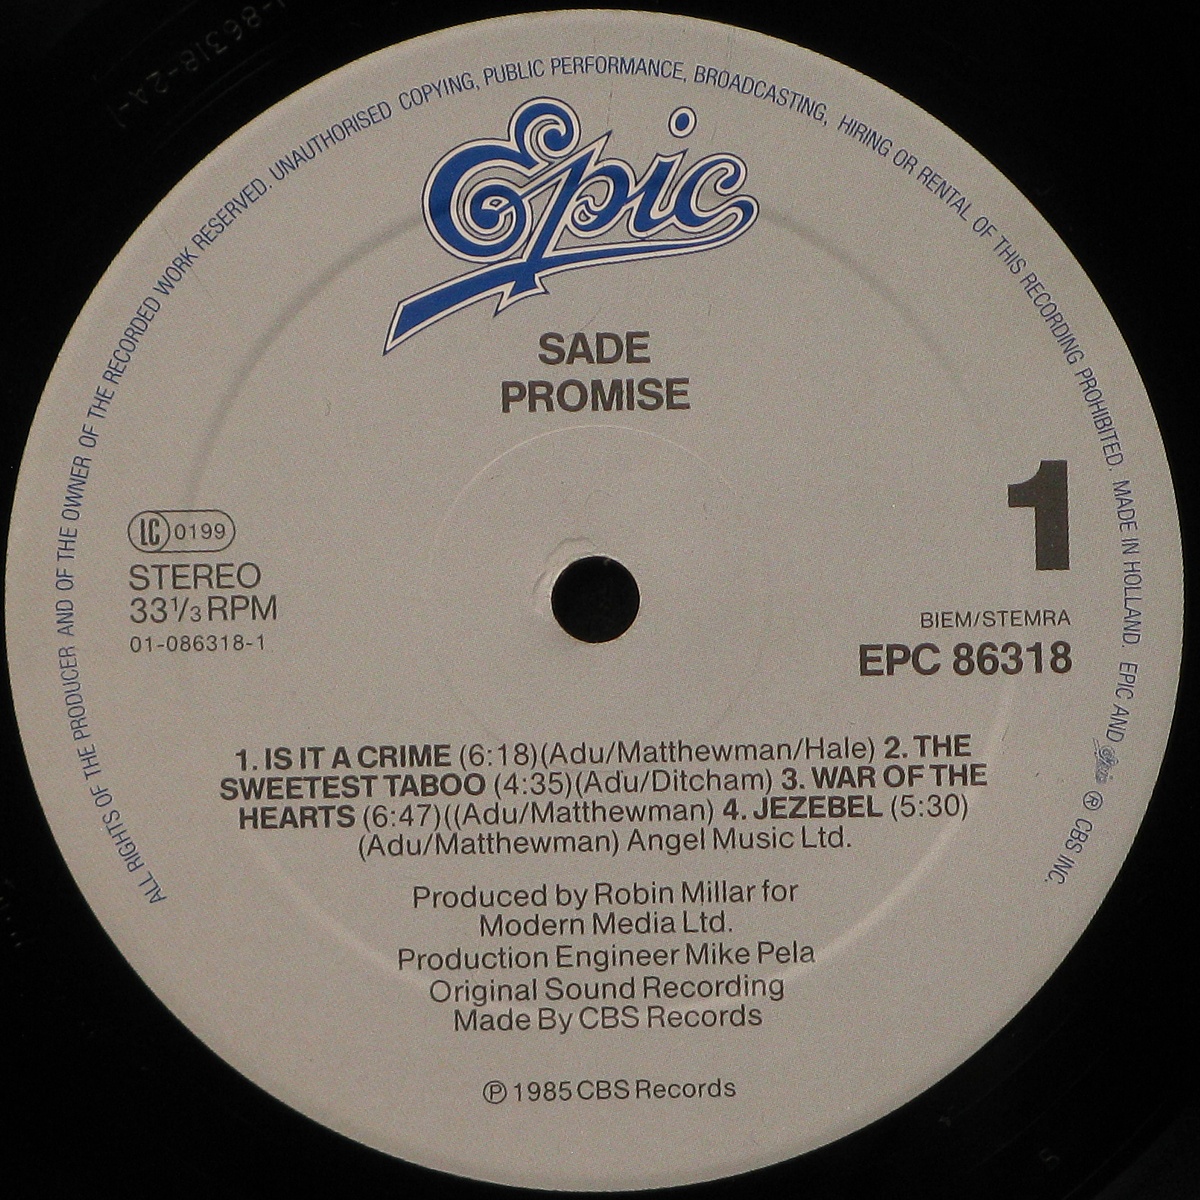 ALL RIGHTS OF THE PRODUCER AND OF THE OWNER OF THE RECORDED WORK RESERVED. UNAUTHORISED COPYING, PUBLIC PERFORMANCE, BROADCASTING, HIRING OR RENTAL OF THIS RECORDING PROHIBITED. MADE IN HOLLAND. EPIC AND Epic ℗ CBS INC.
Epic
SADE
PROMISE
1
LC 0199
STEREO
33 1/3 RPM
01-086318-1
BIEM/STEMRA
EPC 86318
1. IS IT A CRIME (6:18)(Adu/Matthewman/Hale) 2. THE
SWEETEST TABOO (4:35)(Adu/Ditcham) 3. WAR OF THE
HEARTS (6:47)((Adu/Matthewman) 4. JEZEBEL (5:30)
(Adu/Matthewman) Angel Music Ltd.
Produced by Robin Millar for
Modern Media Ltd.
Production Engineer Mike Pela
Original Sound Recording
Made By CBS Records
℗ 1985 CBS Records